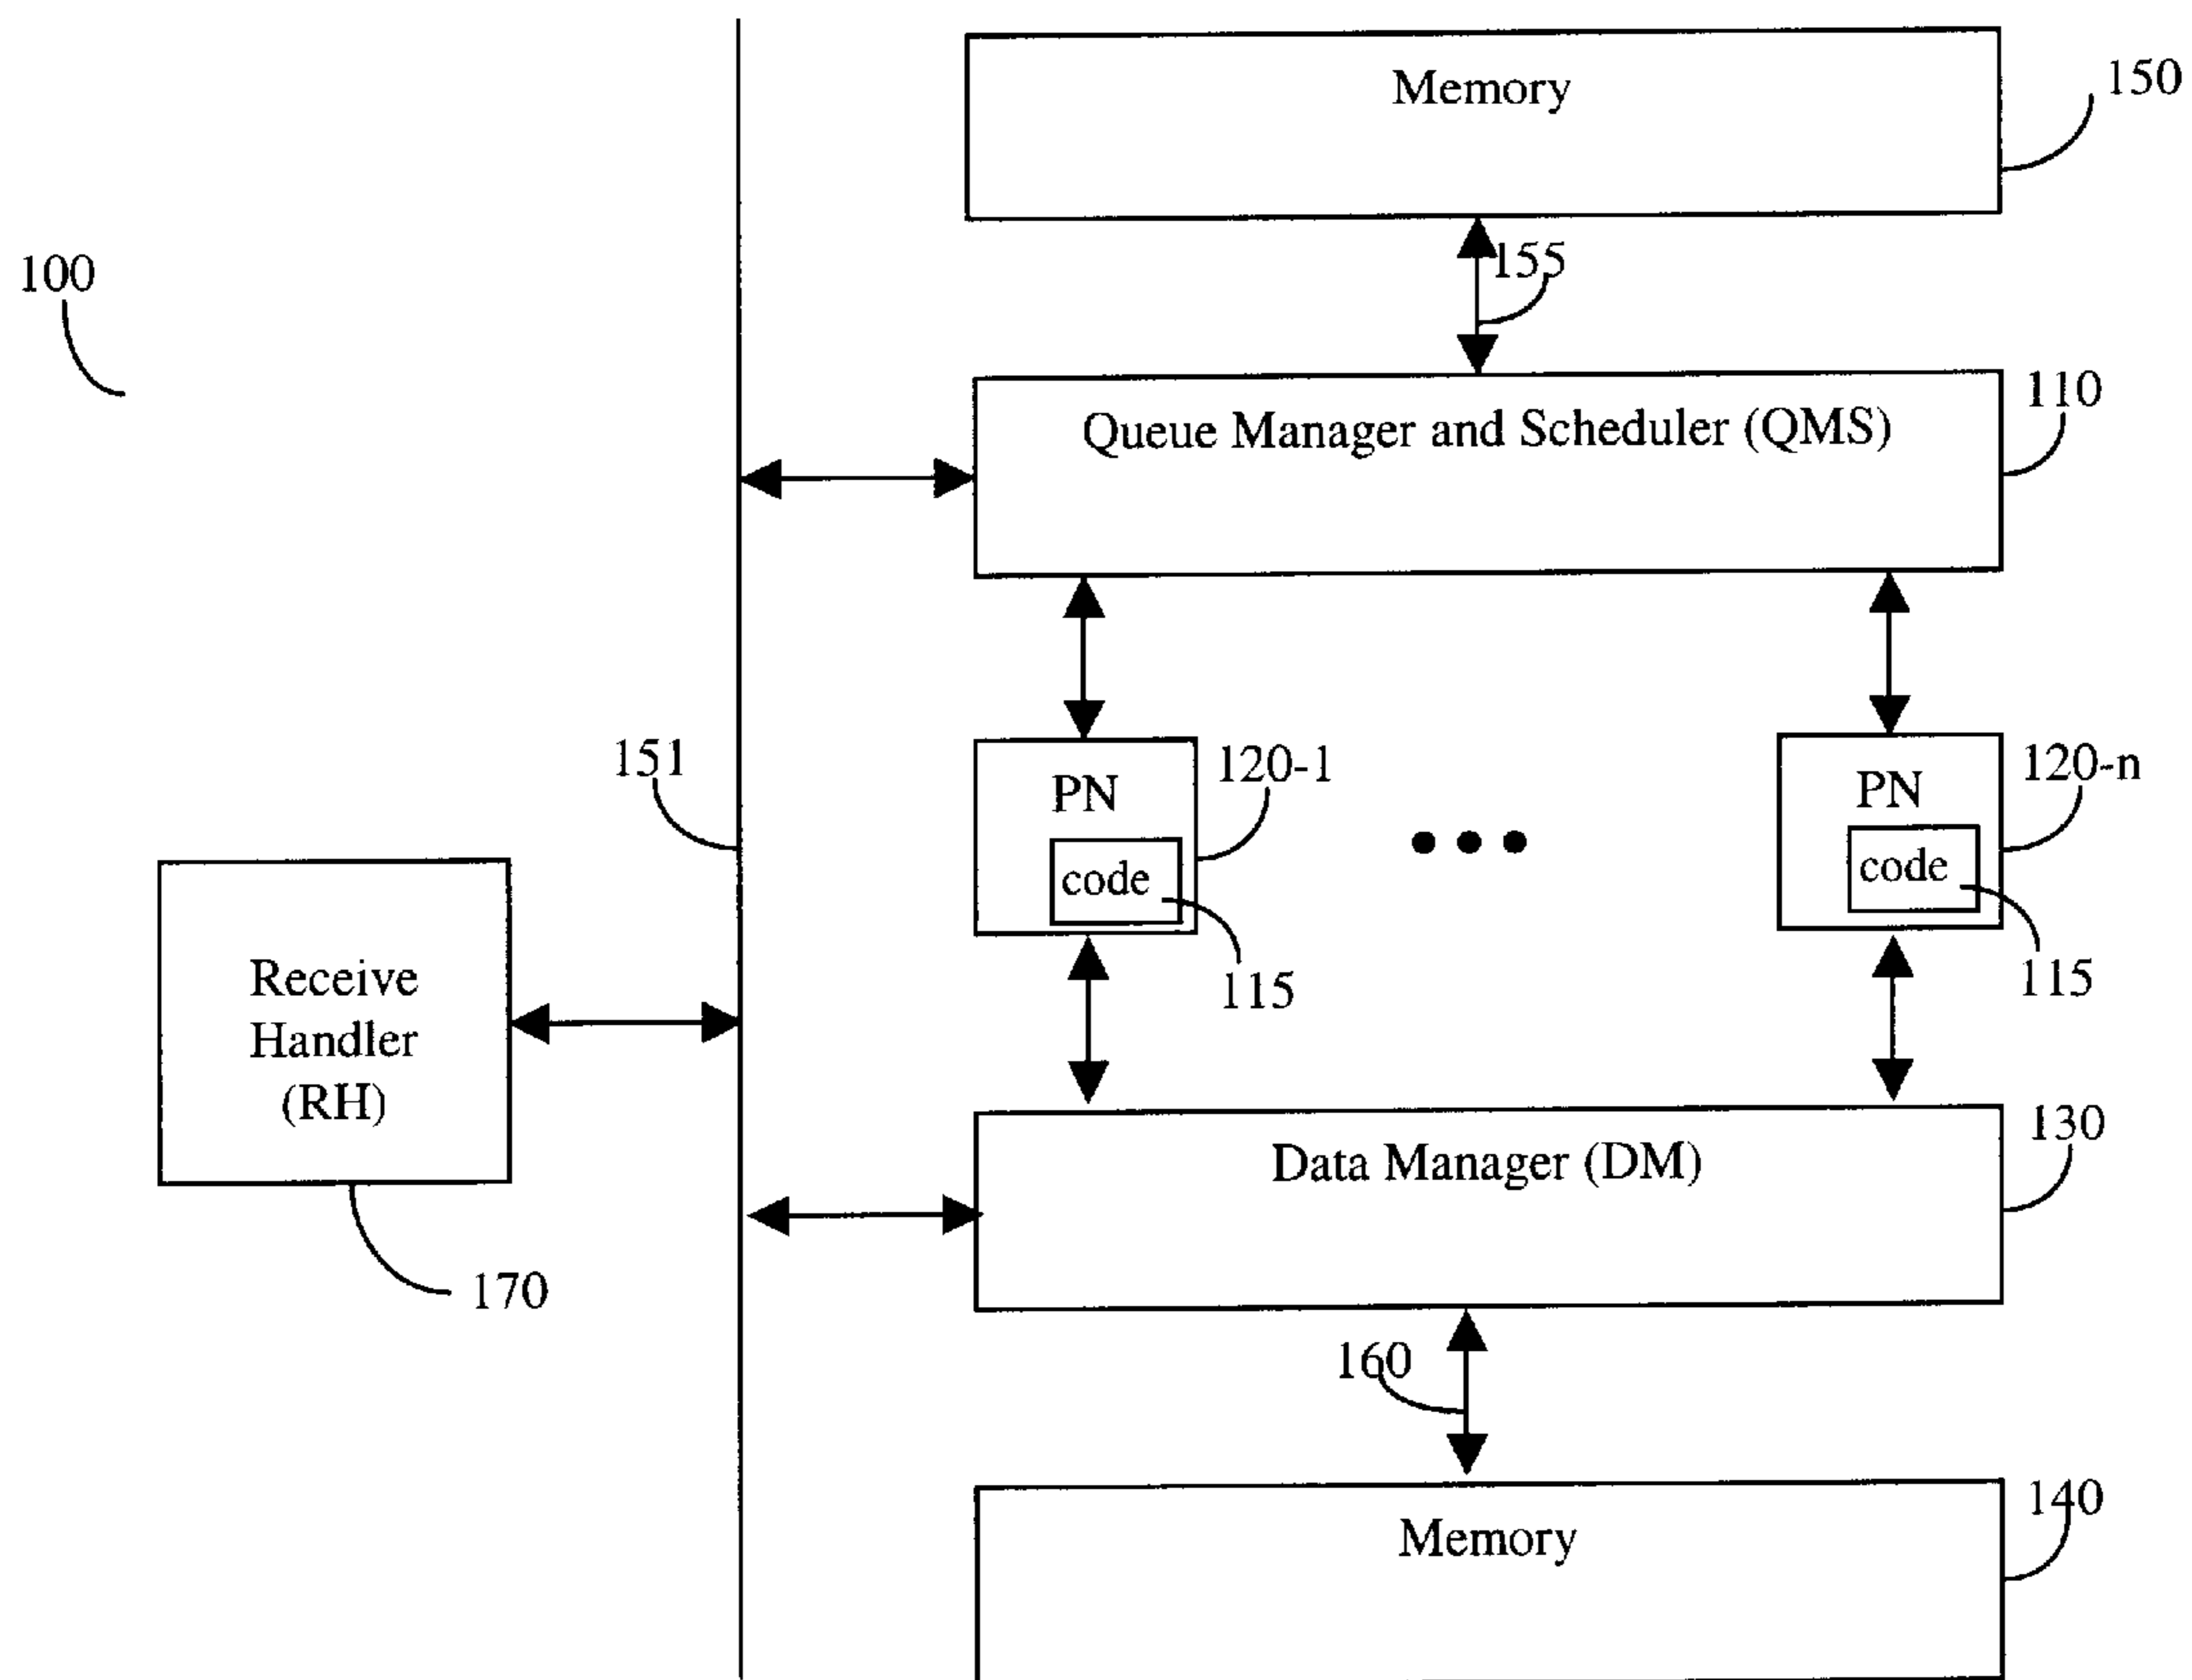 Memory
150
100
155
110
Queue Manager and Scheduler (QMS)
151
PN
120-1
PN
120-n
code
code
115
115
Receive
Handler
(RH)
130
Data Manager (DM)
170
160
140
Memory